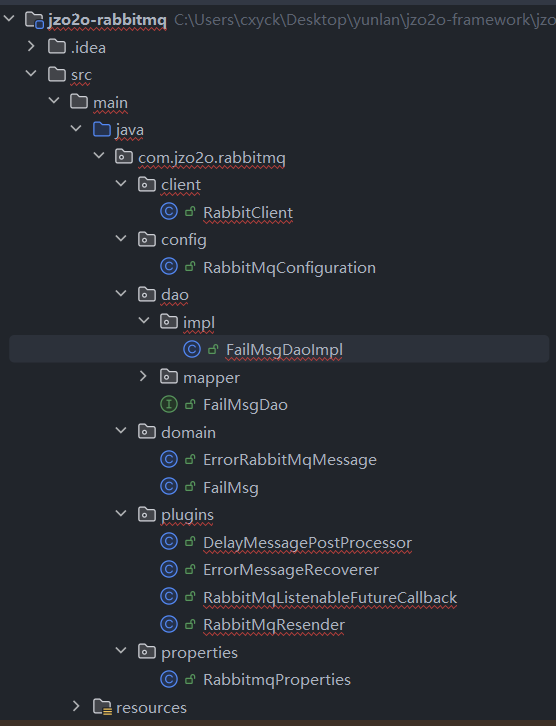 jzo2o-rabbitmq C:\Users\cxyck\Desktop\yunlan\jzo2o-framework\jzo
.idea
src
main
java
com.jzo2o.rabbitmq
client
RabbitClient
config
RabbitMqConfiguration
dao
impl
FailMsgDaoImpl
mapper
FailMsgDao
domain
ErrorRabbitMqMessage
FailMsg
plugins
DelayMessagePostProcessor
ErrorMessageRecoverer
RabbitMqListenableFutureCallback
RabbitMqResender
properties
RabbitmqProperties
resources